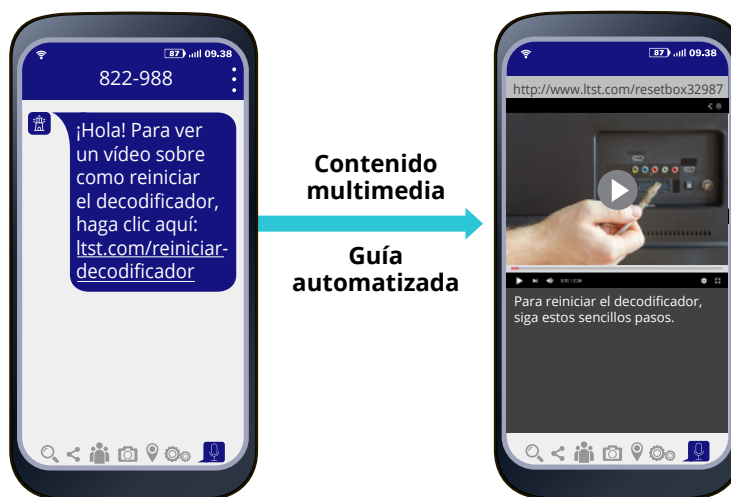 87 09.38
822-988
¡Hola! Para ver
un vídeo sobre
como reiniciar
el decodificador,
haga clic aquí:
ltst.com/reiniciar-
decodificador
Contenido
multimedia
Guía
automatizada
87 09.38
http://www.ltst.com/resetbox32987
Para reiniciar el decodificador,
siga estos sencillos pasos.